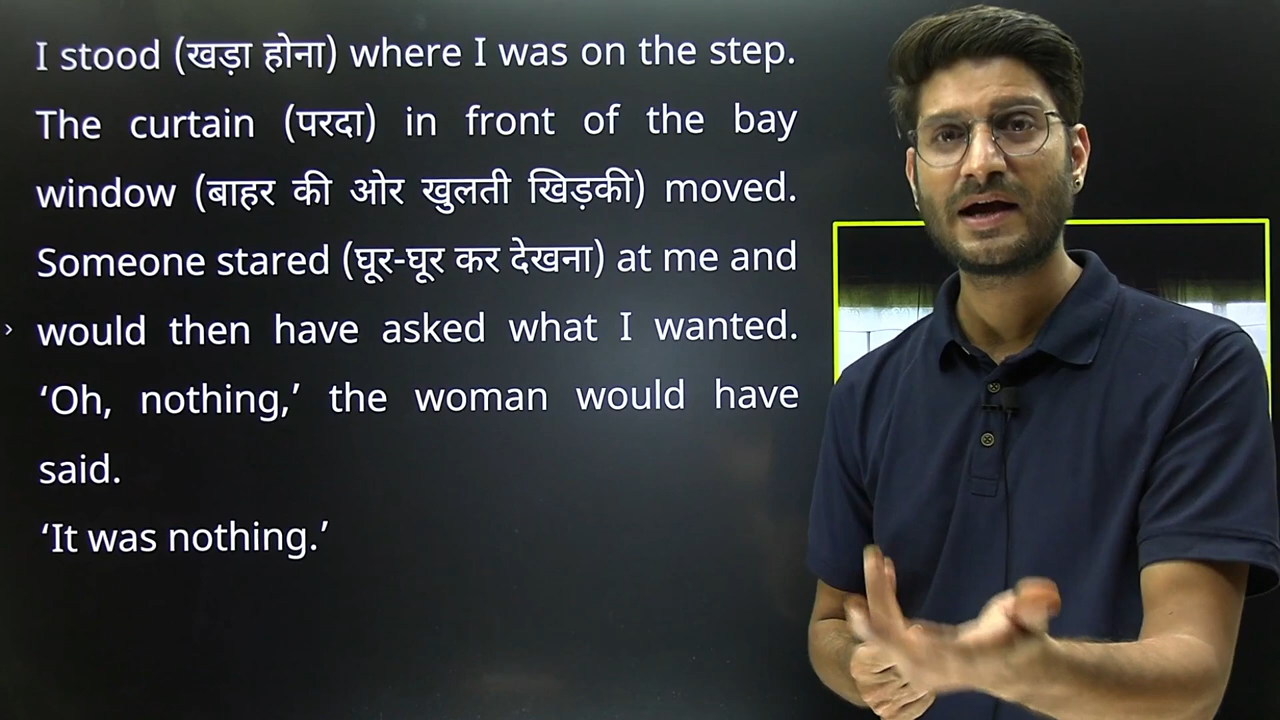 I stood (खड़ा होना) where I was on the step.
The curtain (परदा) in front of the bay
window (बाहर की ओर खुलती खिड़की) moved.
Someone stared (घूर-घूर कर देखना) at me and
would then have asked what I wanted.
‘Oh, nothing,’ the woman would have
said.
‘It was nothing.’